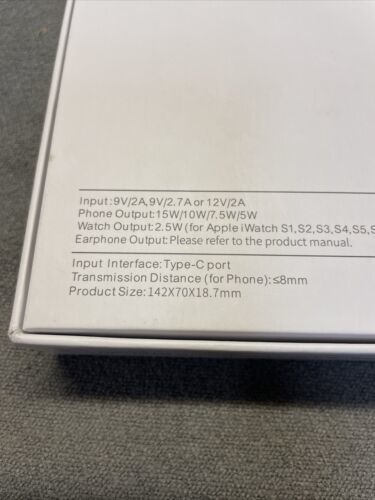 Input:9V/2A,9V/2.7A or 12V/2A
Phone Output:15W/10W/7.5W/5W
Watch Output:2.5W (for Apple iWatch S1,S2,S3,S4,S5,S
Earphone Output:Please refer to the product manual.
Input Interface:Type-C port
Transmission Distance (for Phone):≤8mm
Product Size:142X70X18.7mm